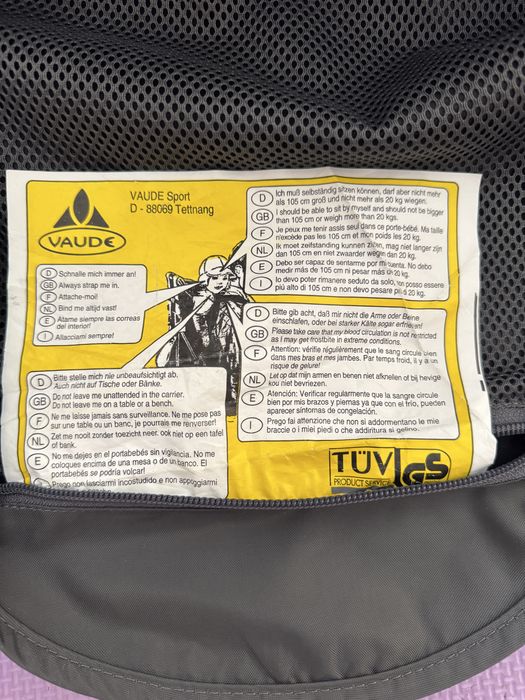 VAUDE
VAUDE Sport
D - 88069 Tettnang
D Schnalle mich immer an!
GB Always strap me in.
F Attache-moi!
NL Bind me altijd vast!
E Atame siempre las correas
del interior!
I Allacciami sempre!
D Ich muß selbständig sitzen können, darf aber nicht mehr
als 105 cm groß und nicht mehr als 20 kg wiegen.
GB I should be able to sit by myself and should not be bigger
than 105 cm or weigh more than 20 kgs.
F Je peux me tenir assis seul dans ce porte-bébé. Ma taille
n'excède pas les 105 cm et mon poids les 20 kg.
NL Ik moet zelfstandig kunnen zitten, mag niet langer zijn
dan 105 cm en niet zwaarder wegen dan 20 kg.
E Debo ser capaz de sentarme por mi cuenta. No debo
medir más de 105 cm ni pesar más de 20 kg.
I Io devo poter rimanere seduto da solo, non posso essere
più alto di 105 cm e non devo pesare più di 20 kg.
D Bitte gib acht, daß mir nicht die Arme oder Beine
einschlafen, oder bei starker Kälte sogar erfrieren!
GB Please take care that my blood circulation is not restricted
as I may get frostbite in extreme conditions.
F Attention: vérifie régulièrement que le sang circule bien
dans mes bras et mes jambes. Par temps froid, il y a un
risque de gelure!
NL Let op dat mijn armen en benen niet afknellen of bij hevige
kou niet bevriezen.
E Atención: Verificar regularmente que la sangre circule
bien por mis brazos y piernas ya que con el frío, pueden
aparecer síntomas de congelación.
I Prego fai attenzione che non si addormentano le mie
braccia o i miei piedi o che addiritura si gelino.
D Bitte stelle mich nie unbeaufsichtigt ab.
Auch nicht auf Tische oder Bänke.
GB Do not leave me unattended in the carrier.
Do not leave me on a table or a bench.
F Ne me laisse jamais sans surveillance. Ne me pose pas
sur une table ou un banc, je pourrais me renverser!
NL Zet me nooit zonder toezicht neer. ook niet op een tafel
of bank.
E No me dejes en el portabebés sin vigilancia. No me
coloques encima de una mesa o de un banco. El
portabebés se podría volcar!
Prego non lasciarmi incostudido e non appoggiarmi
TÜV
PRODUCT SERVICE
GS